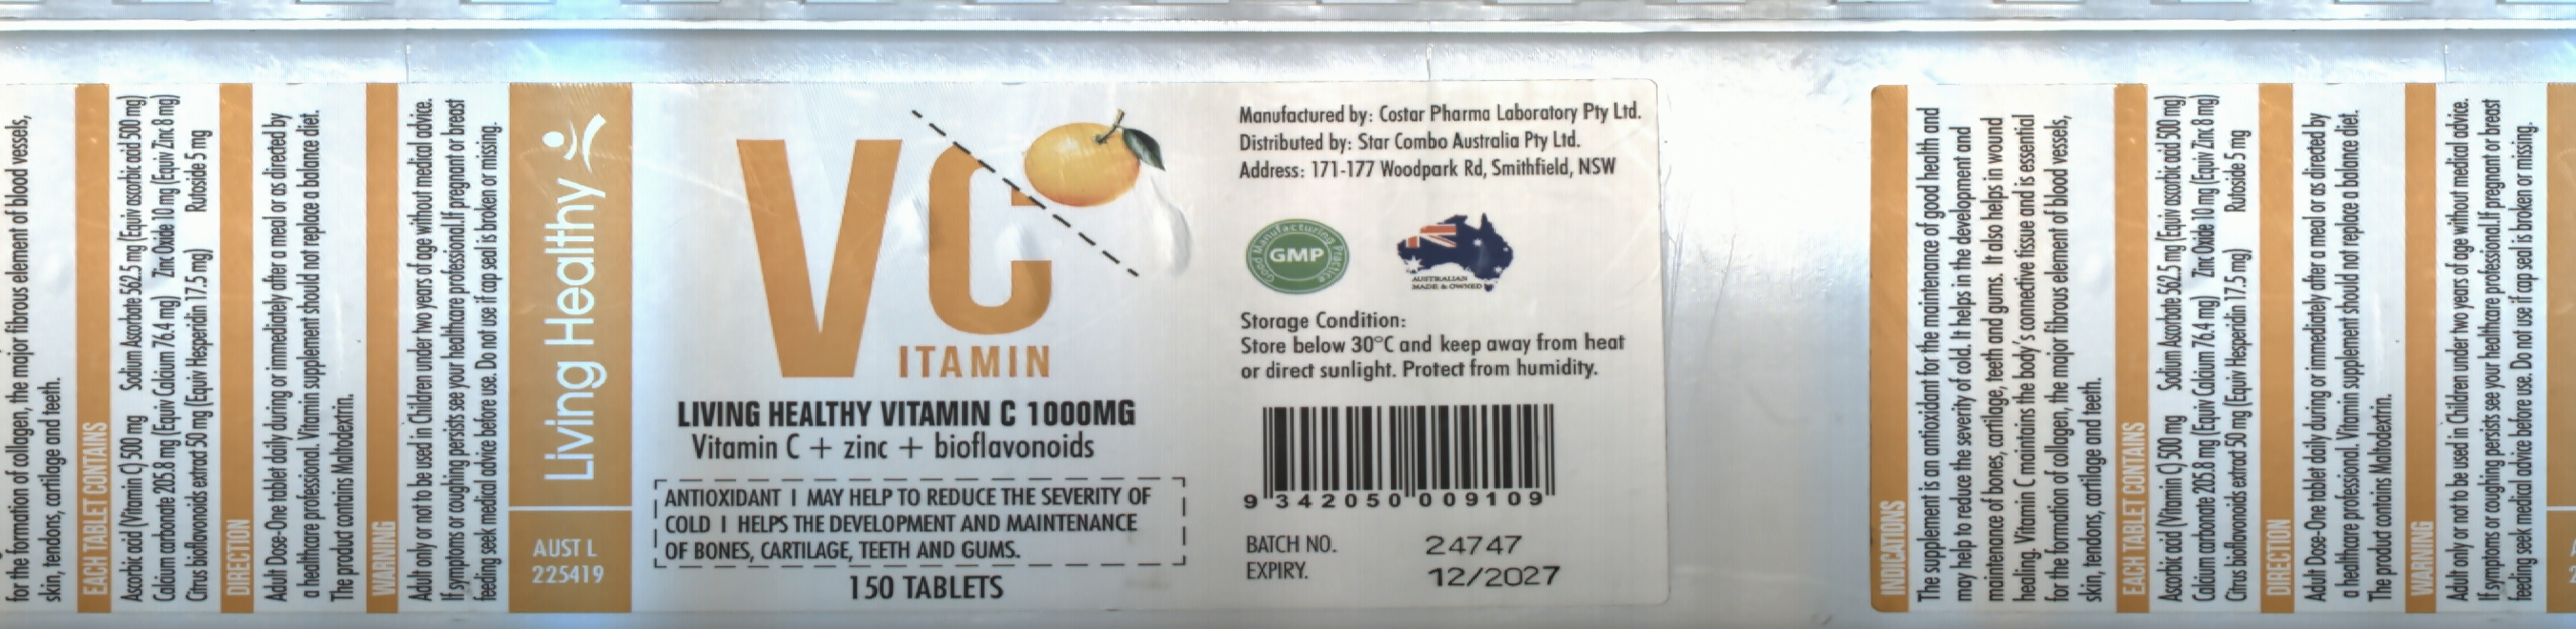 for the formation of collagen, the major fibrous element of blood vessels,
skin, tendons, cartilage and teeth.
EACH TABLET CONTAINS
Ascorbic acid (Vitamin C) 500 mg Sodium Ascorbate 562.5 mg (Equiv ascorbic aid 500 mg)
Calcium carbonate 205.8 mg (Equiv Calcium 76.4 mg) Zinc Oxide 10 mg (Equiv Zinc 8 mg)
Citrus bioflavonoids extract 50 mg (Equiv Hesperidin 17.5 mg) Rutoside 5 mg
DIRECTION
Adult Dose-One tablet daily during or immediately after a meal or as directed by
a healthcare professional. Vitamin supplement should not replace a balance diet.
The product contains Maltodextrin.
WARNING
Adult only or not to be used in Children under two years of age without medical advice.
If symptoms or coughing persists see your healthcare professional.If pregnant or breast
feeding seek medical advice before use. Do not use if cap seal is broken or missing.
Living Healthy
AUST L
225419
VC
ITAMIN
LIVING HEALTHY VITAMIN C 1000MG
Vitamin C + zinc + bioflavonoids
ANTIOXIDANT I MAY HELP TO REDUCE THE SEVERITY OF
COLD I HELPS THE DEVELOPMENT AND MAINTENANCE
OF BONES, CARTILAGE, TEETH AND GUMS.
150 TABLETS
Manufactured by: Costar Pharma Laboratory Pty Ltd.
Distributed by: Star Combo Australia Pty Ltd.
Address: 171-177 Woodpark Rd, Smithfield, NSW
Good Manufacturing Practice
GMP
AUSTRALIAN
MADE & OWNED
Storage Condition:
Store below 30°C and keep away from heat
or direct sunlight. Protect from humidity.
9 342050 009109
BATCH NO. 24747
EXPIRY. 12/2027
INDICATIONS
The supplement is an antioxidant for the maintenance of good health and
may help to reduce the severity of cold. It helps in the development and
maintenance of bones, cartilage, teeth and gums. It also helps in wound
healing. Vitamin C maintains the body's connective tissue and is essential
for the formation of collagen, the major fibrous element of blood vessels,
skin, tendons, cartilage and teeth.
EACH TABLET CONTAINS
Ascorbic acid (Vitamin C) 500 mg Sodium Ascorbate 562.5 mg (Equiv ascorbic aid 500 mg)
Calcium carbonate 205.8 mg (Equiv Calcium 76.4 mg) Zinc Oxide 10 mg (Equiv Zinc 8 mg)
Citrus bioflavonoids extract 50 mg (Equiv Hesperidin 17.5 mg) Rutoside 5 mg
DIRECTION
Adult Dose-One tablet daily during or immediately after a meal or as directed by
a healthcare professional. Vitamin supplement should not replace a balance diet.
The product contains Maltodextrin.
WARNING
Adult only or not to be used in Children under two years of age without medical advice.
If symptoms or coughing persists see your healthcare professional.If pregnant or breast
feeding seek medical advice before use. Do not use if cap seal is broken or missing.